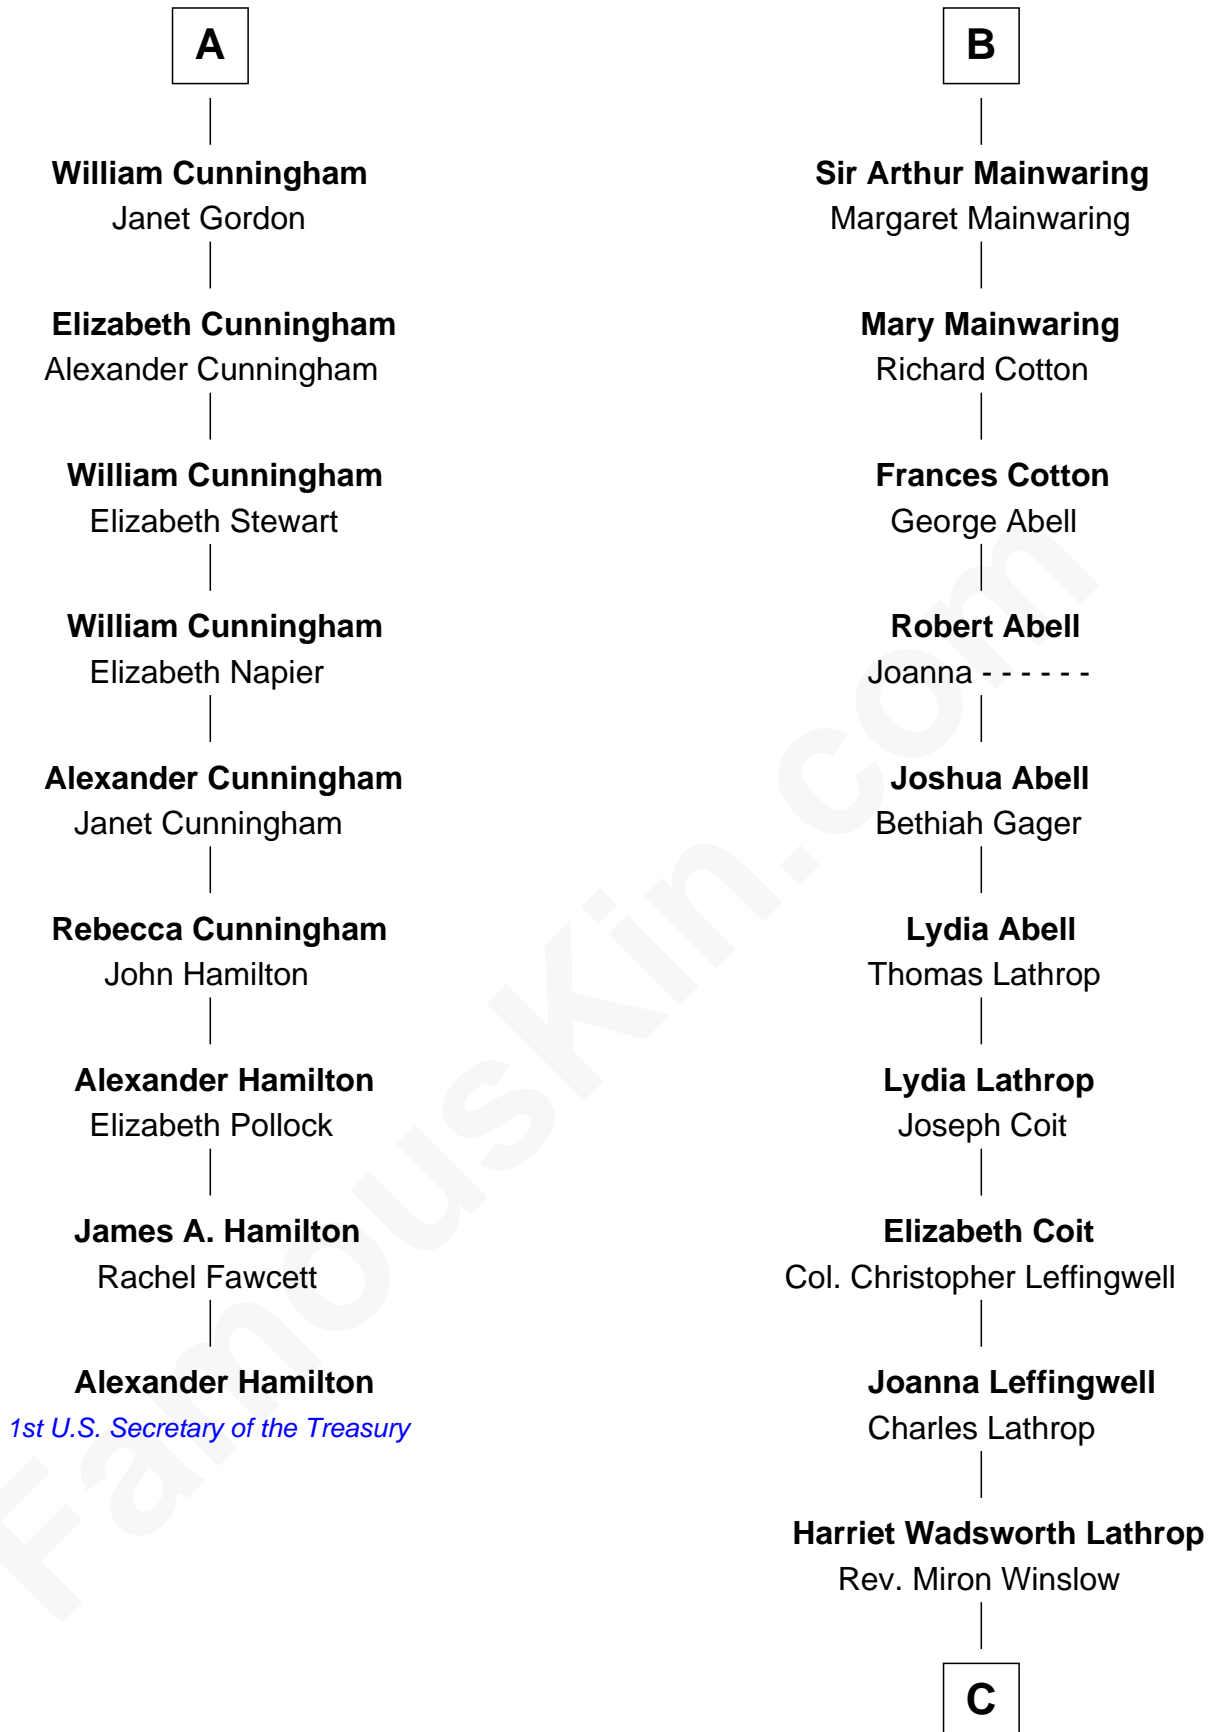 A
William Cunningham
Janet Gordon
Elizabeth Cunningham
Alexander Cunningham
William Cunningham
Elizabeth Stewart
William Cunningham
Elizabeth Napier
Alexander Cunningham
Janet Cunningham
Rebecca Cunningham
John Hamilton
Alexander Hamilton
Elizabeth Pollock
James A. Hamilton
Rachel Fawcett
Alexander Hamilton
1st U.S. Secretary of the Treasury
B
Sir Arthur Mainwaring
Margaret Mainwaring
Mary Mainwaring
Richard Cotton
Frances Cotton
George Abell
Robert Abell
Joanna - - - - - -
Joshua Abell
Bethiah Gager
Lydia Abell
Thomas Lathrop
Lydia Lathrop
Joseph Coit
Elizabeth Coit
Col. Christopher Leffingwell
Joanna Leffingwell
Charles Lathrop
Harriet Wadsworth Lathrop
Rev. Miron Winslow
C
FamousKin.com